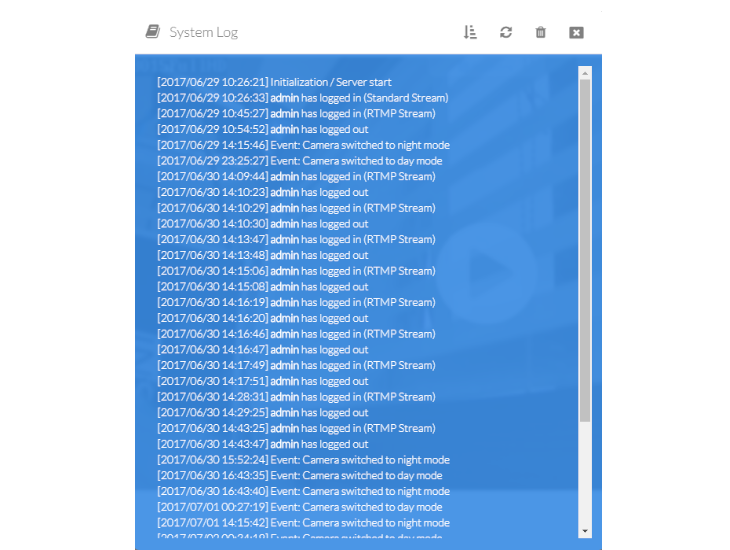 System Log
[2017/06/29 10:26:21] Initialization / Server start
[2017/06/29 10:26:33] admin has logged in (Standard Stream)
[2017/06/29 10:45:27] admin has logged in (RTMP Stream)
[2017/06/29 10:54:52] admin has logged out
[2017/06/29 14:15:46] Event: Camera switched to night mode
[2017/06/29 23:25:27] Event: Camera switched to day mode
[2017/06/30 14:09:44] admin has logged in (RTMP Stream)
[2017/06/30 14:10:23] admin has logged out
[2017/06/30 14:10:29] admin has logged in (RTMP Stream)
[2017/06/30 14:10:30] admin has logged out
[2017/06/30 14:13:47] admin has logged in (RTMP Stream)
[2017/06/30 14:13:48] admin has logged out
[2017/06/30 14:15:06] admin has logged in (RTMP Stream)
[2017/06/30 14:15:08] admin has logged out
[2017/06/30 14:16:19] admin has logged in (RTMP Stream)
[2017/06/30 14:16:20] admin has logged out
[2017/06/30 14:16:46] admin has logged in (RTMP Stream)
[2017/06/30 14:16:47] admin has logged out
[2017/06/30 14:17:49] admin has logged in (RTMP Stream)
[2017/06/30 14:17:51] admin has logged out
[2017/06/30 14:28:31] admin has logged in (RTMP Stream)
[2017/06/30 14:29:25] admin has logged out
[2017/06/30 14:43:25] admin has logged in (RTMP Stream)
[2017/06/30 14:43:47] admin has logged out
[2017/06/30 15:52:24] Event: Camera switched to night mode
[2017/06/30 16:43:35] Event: Camera switched to day mode
[2017/06/30 16:43:40] Event: Camera switched to night mode
[2017/07/01 00:27:19] Event: Camera switched to day mode
[2017/07/01 14:15:42] Event: Camera switched to night mode
Event: Camera switched to day mode